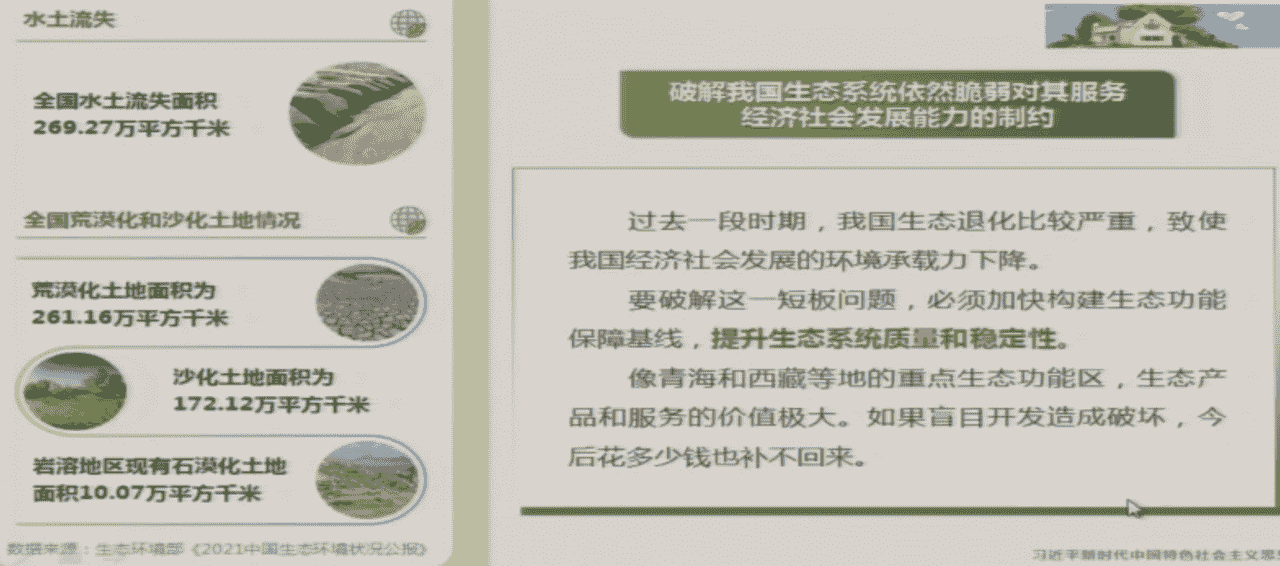 水土流失
全国水土流失面积
269.27万平方千米
全国荒漠化和沙化土地情况
荒漠化土地面积为
261.16万平方千米
沙化土地面积为
172.12万平方千米
岩溶地区现有石漠化土地
面积10.07万平方千米
数据来源：生态环境部《2021中国生态环境状况公报》
破解我国生态系统依然脆弱对其服务
经济社会发展能力的制约
过去一段时期，我国生态退化比较严重，致使
我国经济社会发展的环境承载力下降。
要破解这一短板问题，必须加快构建生态功能
保障基线，提升生态系统质量和稳定性。
像青海和西藏等地的重点生态功能区，生态产
品和服务的价值极大。如果盲目开发造成破坏，今
后花多少钱也补不回来。
习近平新时代中国特色社会主义思